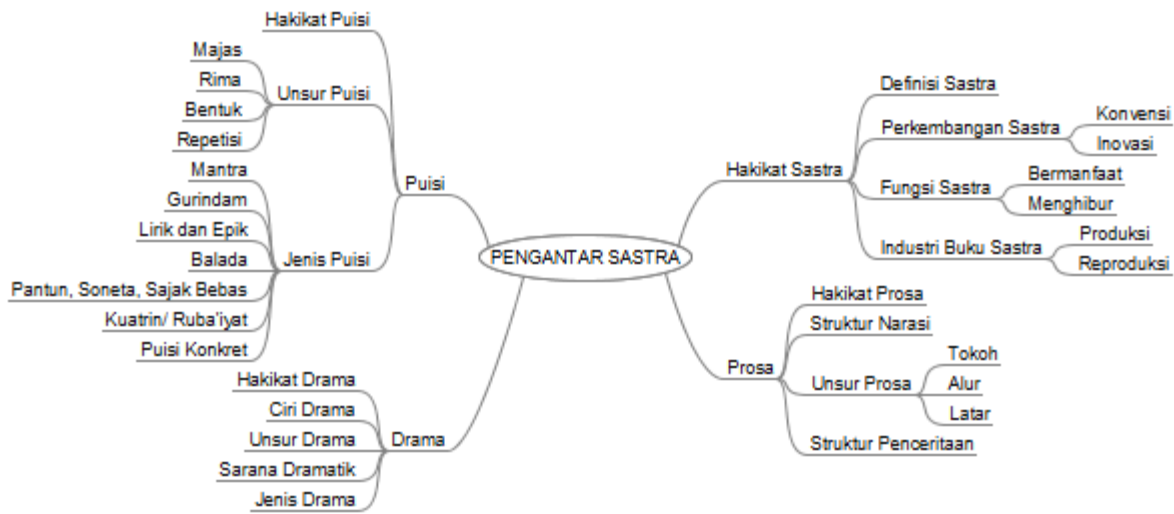 PENGANTAR SASTRA
Hakikat Sastra
Definisi Sastra
Perkembangan Sastra
Konvensi
Inovasi
Fungsi Sastra
Bermanfaat
Menghibur
Industri Buku Sastra
Produksi
Reproduksi
Prosa
Hakikat Prosa
Struktur Narasi
Unsur Prosa
Tokoh
Alur
Latar
Struktur Penceritaan
Puisi
Hakikat Puisi
Unsur Puisi
Majas
Rima
Bentuk
Repetisi
Jenis Puisi
Mantra
Gurindam
Lirik dan Epik
Balada
Pantun, Soneta, Sajak Bebas
Kuatrin/ Ruba'iyat
Puisi Konkret
Drama
Hakikat Drama
Ciri Drama
Unsur Drama
Sarana Dramatik
Jenis Drama